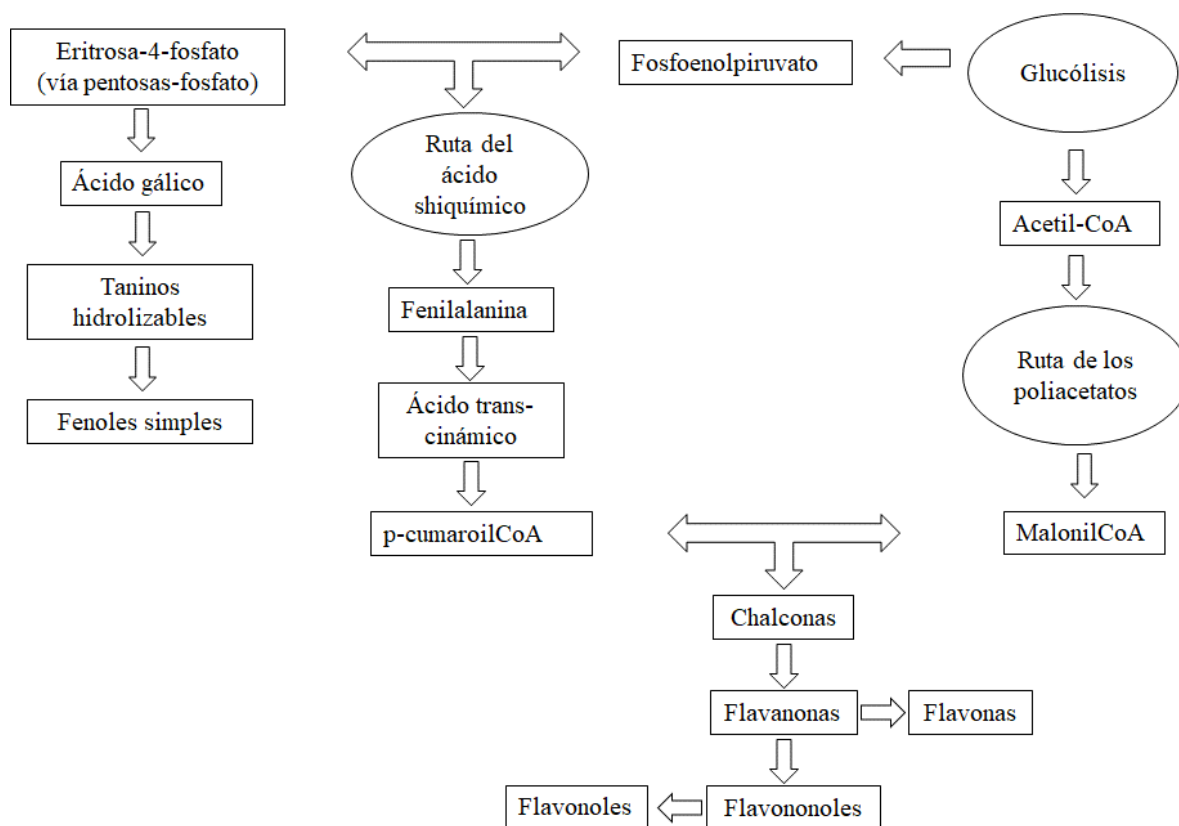 Eritrosa-4-fosfato
(vía pentosas-fosfato)
Fosfoenolpiruvato
Glucólisis
Ácido gálico
Ruta del
ácido
shiquímico
Acetil-CoA
Taninos
hidrolizables
Fenilalanina
Ruta de los
poliacetatos
Fenoles simples
Ácido trans-
cinámico
p-cumaroilCoA
MalonilCoA
Chalconas
Flavanonas
Flavonas
Flavonoles
Flavononoles